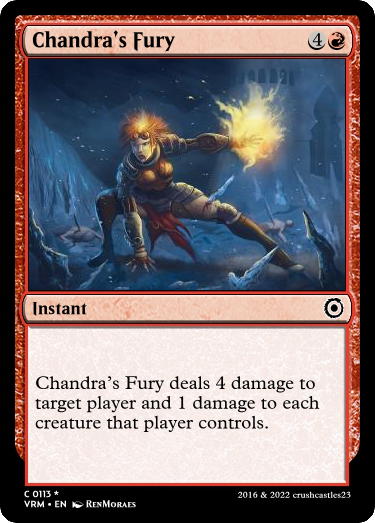 Chandra's Fury 4
Instant
Chandra's Fury deals 4 damage to
target player and 1 damage to each
creature that player controls.
C 0113 *
VRM • EN RenMoraes
2016 & 2022 crushcastles23